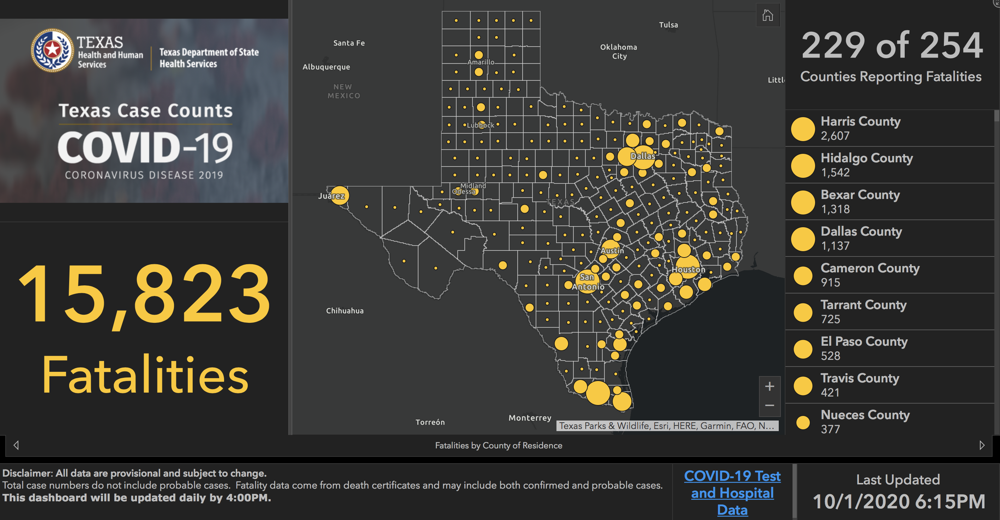 TEXAS
Health and Human
Services
Texas Department of State
Health Services
Texas Case Counts
COVID-19
CORONAVIRUS DISEASE 2019
15,823
Fatalities
Tulsa
Santa Fe
Oklahoma
City
Albuquerque
Amarillo
Littl
NEW
MEXICO
Lubbock
Dallas
Midland
Odessa
Juárez
TEXAS
Austin
Houston
San
Antonio
Chihuahua
Torreón
Monterrey
+
−
Texas Parks & Wildlife, Esri, HERE, Garmin, FAO, N...
229 of 254
Counties Reporting Fatalities
Harris County
2,607
Hidalgo County
1,542
Bexar County
1,318
Dallas County
1,137
Cameron County
915
Tarrant County
725
El Paso County
528
Travis County
421
Nueces County
377
Fatalities by County of Residence
Disclaimer: All data are provisional and subject to change.
Total case numbers do not include probable cases. Fatality data come from death certificates and may include both confirmed and probable cases.
This dashboard will be updated daily by 4:00PM.
COVID-19 Test
and Hospital
Data
Last Updated
10/1/2020 6:15PM